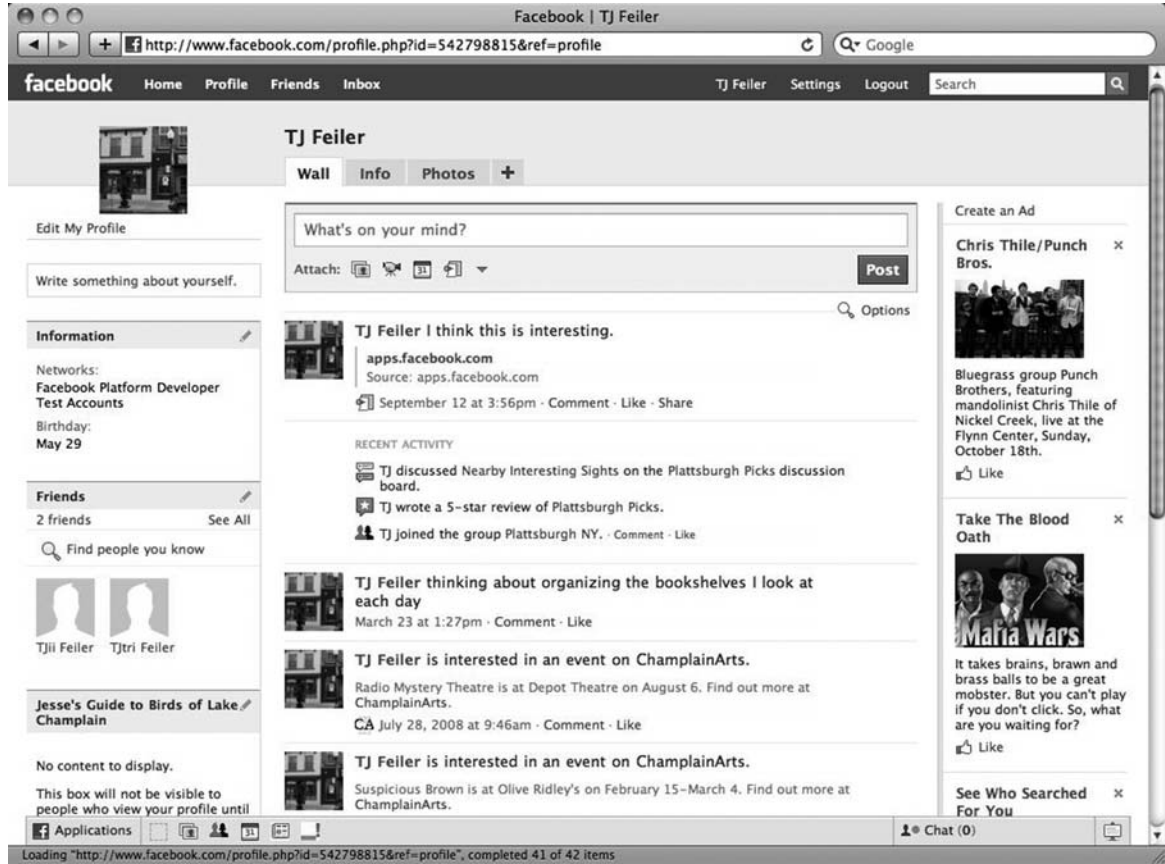 Facebook | TJ Feiler
http://www.facebook.com/profile.php?id=542798815&ref=profile
Google
facebook Home Profile Friends Inbox TJ Feiler Settings Logout Search
TJ Feiler
Wall Info Photos +
Edit My Profile
Write something about yourself.
Information
Networks:
Facebook Platform Developer
Test Accounts
Birthday:
May 29
Friends
2 friends See All
Find people you know
TJii Feiler TJtri Feiler
Jesse's Guide to Birds of Lake
Champlain
No content to display.
This box will not be visible to
people who view your profile until
What's on your mind?
Attach: 31 Post
Options
TJ Feiler I think this is interesting.
apps.facebook.com
Source: apps.facebook.com
September 12 at 3:56pm · Comment · Like · Share
RECENT ACTIVITY
TJ discussed Nearby Interesting Sights on the Plattsburgh Picks discussion
board.
TJ wrote a 5-star review of Plattsburgh Picks.
TJ joined the group Plattsburgh NY. · Comment · Like
TJ Feiler thinking about organizing the bookshelves I look at
each day
March 23 at 1:27pm · Comment · Like
TJ Feiler is interested in an event on ChamplainArts.
Radio Mystery Theatre is at Depot Theatre on August 6. Find out more at
ChamplainArts.
CA July 28, 2008 at 9:46am · Comment · Like
TJ Feiler is interested in an event on ChamplainArts.
Suspicious Brown is at Olive Ridley's on February 15-March 4. Find out more at
ChamplainArts.
Create an Ad
Chris Thile/Punch
Bros.
Bluegrass group Punch
Brothers, featuring
mandolinist Chris Thile of
Nickel Creek, live at the
Flynn Center, Sunday,
October 18th.
Like
Take The Blood
Oath
Mafia Wars
It takes brains, brawn and
brass balls to be a great
mobster. But you can't play
if you don't click. So, what
are you waiting for?
Like
See Who Searched
For You
Applications 31 Chat (0)
Loading "http://www.facebook.com/profile.php?id=542798815&ref=profile", completed 41 of 42 items